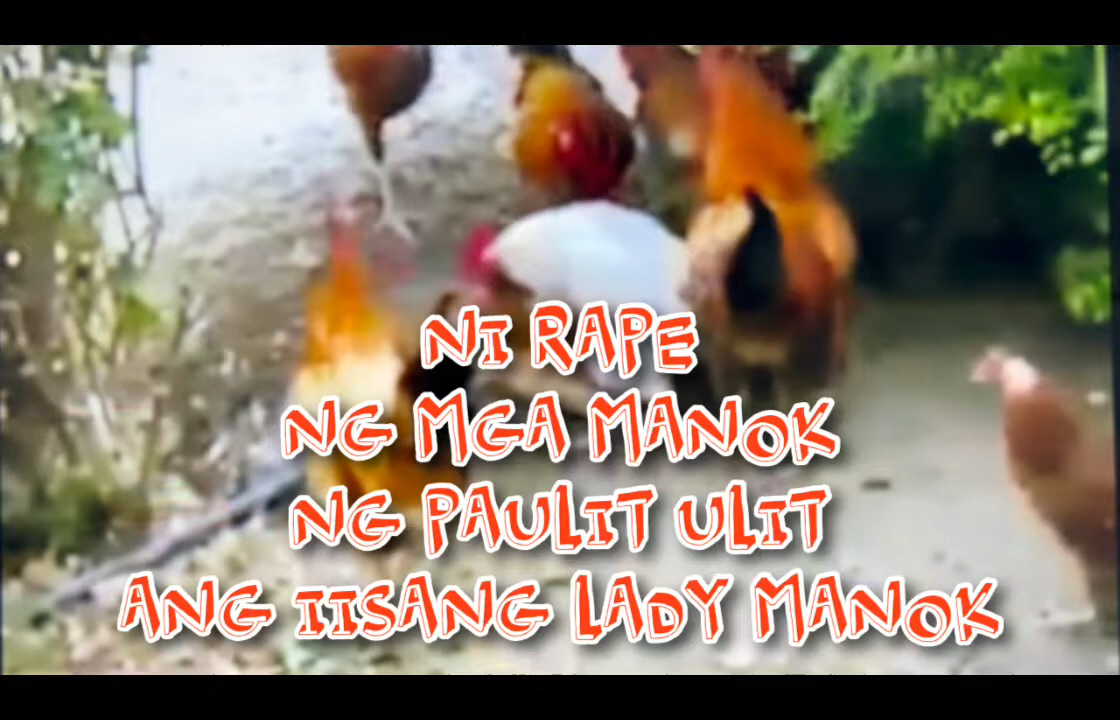 NI RAPE
NG MGA MANOK
NG PAULIT ULIT
ANG IISANG LADY MANOK